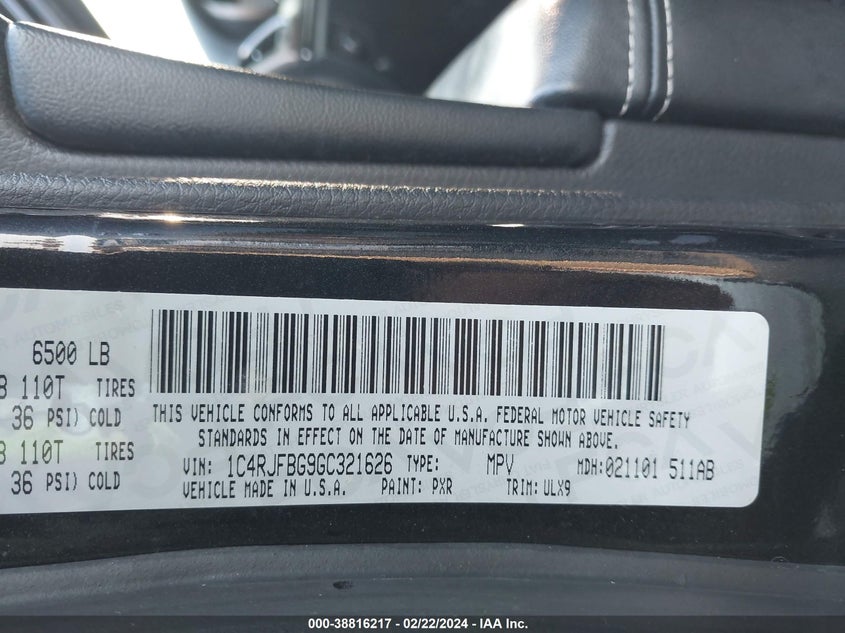 6500 LB
110T TIRES
36 PSI) COLD
110T TIRES
36 PSI) COLD
THIS VEHICLE CONFORMS TO ALL APPLICABLE U.S.A. FEDERAL MOTOR VEHICLE SAFETY
STANDARDS IN EFFECT ON THE DATE OF MANUFACTURE SHOWN ABOVE.
VIN: 1C4RJFBG9GC321626 TYPE: MPV MDH:021101 511AB
VEHICLE MADE IN U.S.A. PAINT: PXR TRIM: ULX9
000-38816217 - 02/22/2024 - IAA Inc.